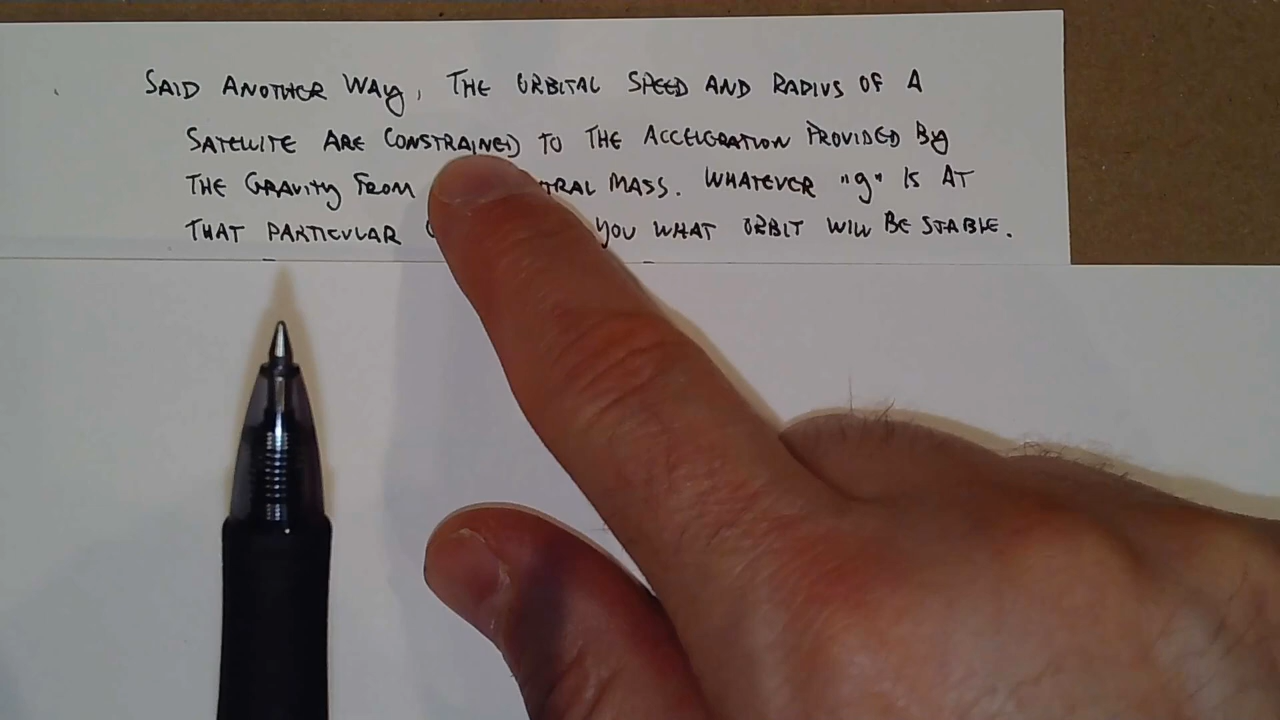 SAID ANOTHER WAY, THE ORBITAL SPEED AND RADIUS OF A
SATELLITE ARE CONSTRAINED TO THE ACCELERATION PROVIDED BY
THE GRAVITY FROM MASS. WHATEVER "g" IS AT
THAT PARTICULAR YOU WHAT ORBIT WILL BE STABLE.